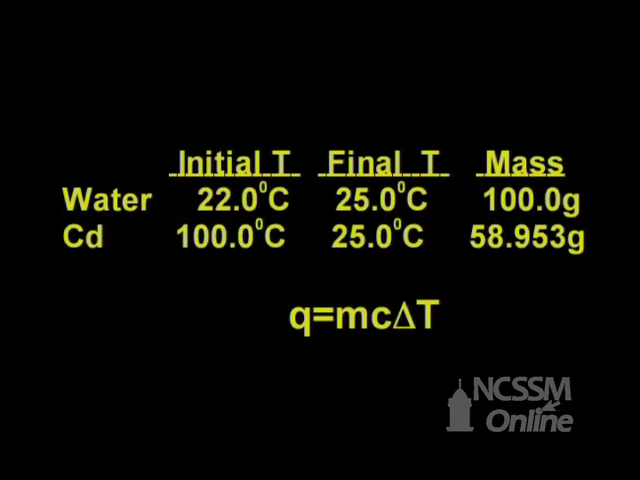 Initial T Final T Mass
Water 22.0⁰C 25.0⁰C 100.0g
Cd 100.0⁰C 25.0⁰C 58.953g
q=mcΔT
NCSSM
Online